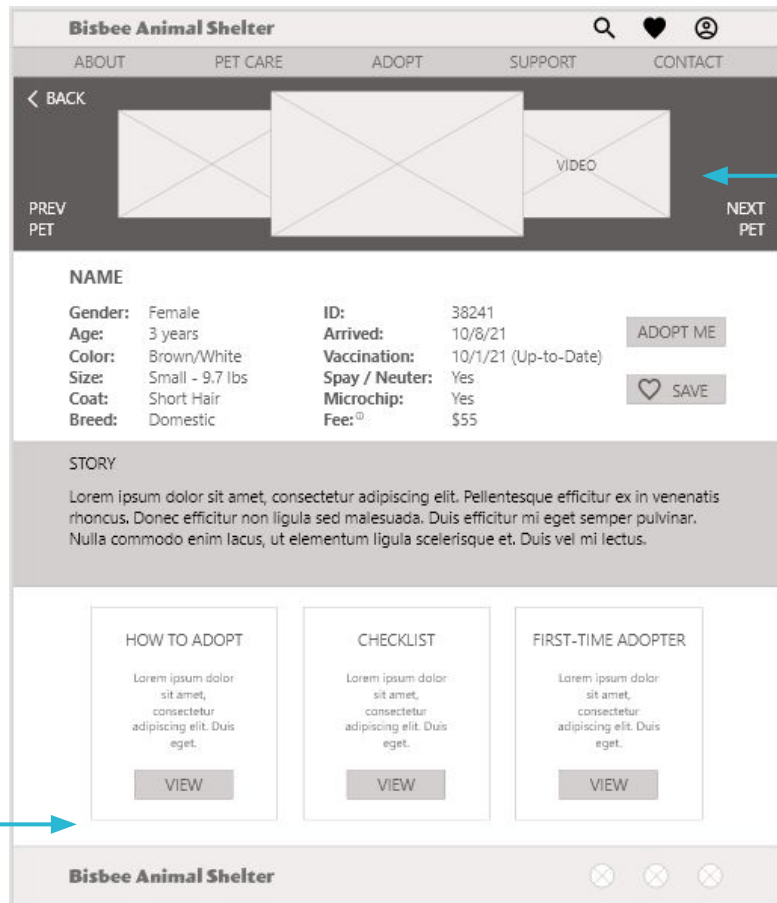 Bisbee Animal Shelter
ABOUT PET CARE ADOPT SUPPORT CONTACT
BACK
VIDEO
PREV
PET
NEXT
PET
NAME
Gender: Female ID: 38241
Age: 3 years Arrived: 10/8/21
ADOPT ME
Color: Brown/White Vaccination: 10/1/21 (Up-to-Date)
Size: Small - 9.7 lbs Spay / Neuter: Yes
Coat: Short Hair Microchip: Yes
SAVE
Breed: Domestic Fee: $55
STORY
Lorem ipsum dolor sit amet, consectetur adipiscing elit. Pellentesque efficitur ex in venenatis
rhoncus. Donec efficitur non ligula sed malesuada. Duis efficitur mi eget semper pulvinar.
Nulla commodo enim lacus, ut elementum ligula scelerisque et. Duis vel mi lectus.
HOW TO ADOPT
Lorem ipsum dolor
sit amet,
consectetur
adipiscing elit. Duis
eget.
VIEW
CHECKLIST
Lorem ipsum dolor
sit amet,
consectetur
adipiscing elit. Duis
eget.
VIEW
FIRST-TIME ADOPTER
Lorem ipsum dolor
sit amet,
consectetur
adipiscing elit. Duis
eget.
VIEW
Bisbee Animal Shelter